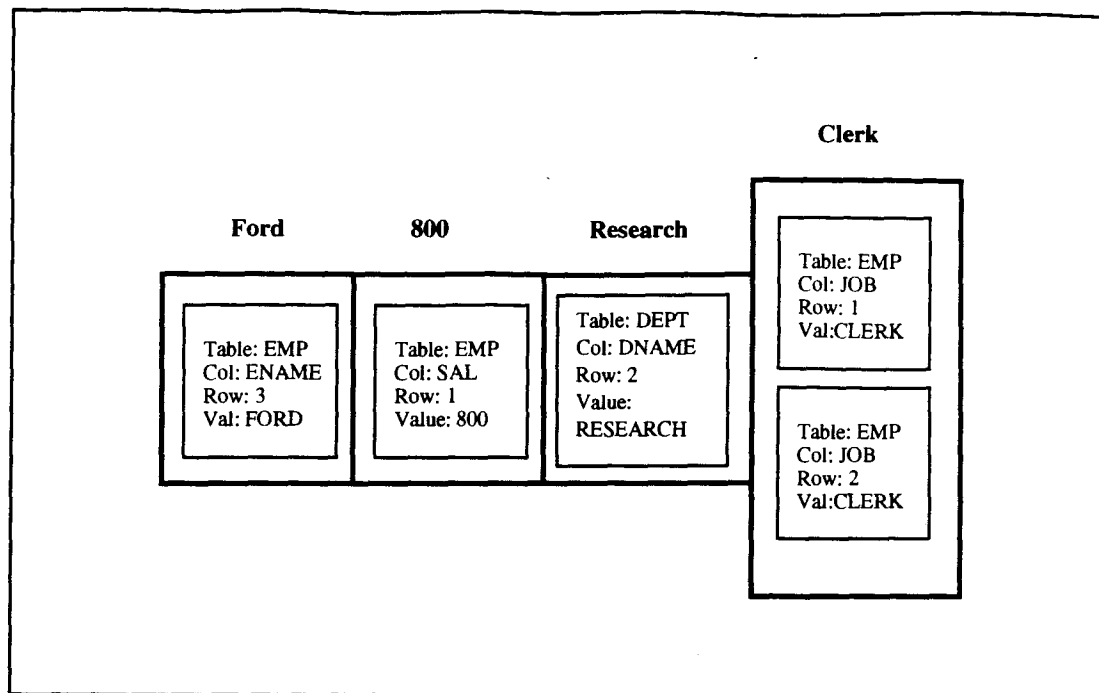 Clerk
Ford
800
Research
Table: EMP
Col: ENAME
Row: 3
Val: FORD
Table: EMP
Col: SAL
Row: 1
Value: 800
Table: DEPT
Col: DNAME
Row: 2
Value:
RESEARCH
Table: EMP
Col: JOB
Row: 1
Val:CLERK
Table: EMP
Col: JOB
Row: 2
Val:CLERK